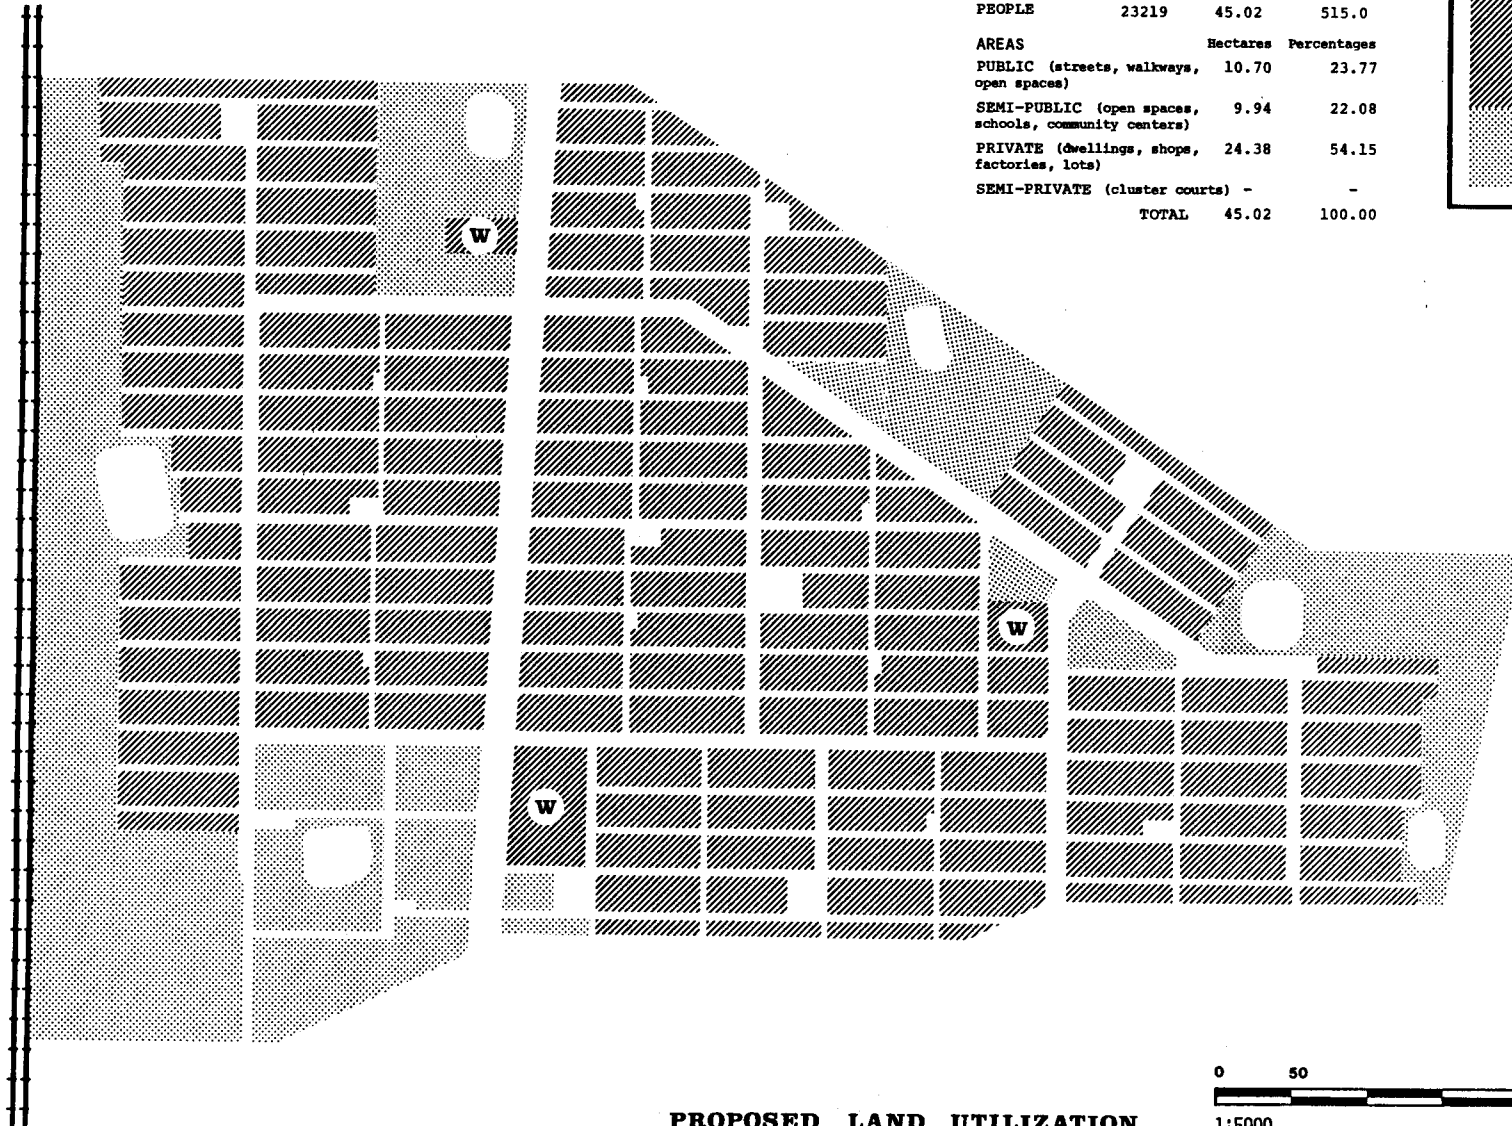 PEOPLE 23219 45.02 515.0
AREAS Hectares Percentages
PUBLIC (streets, walkways, 10.70 23.77
open spaces)
SEMI-PUBLIC (open spaces, 9.94 22.08
schools, community centers)
PRIVATE (dwellings, shops, 24.38 54.15
factories, lots)
SEMI-PRIVATE (cluster courts) - -
TOTAL 45.02 100.00
W
W
W
0 50
PROPOSED LAND UTILIZATION
1:5000